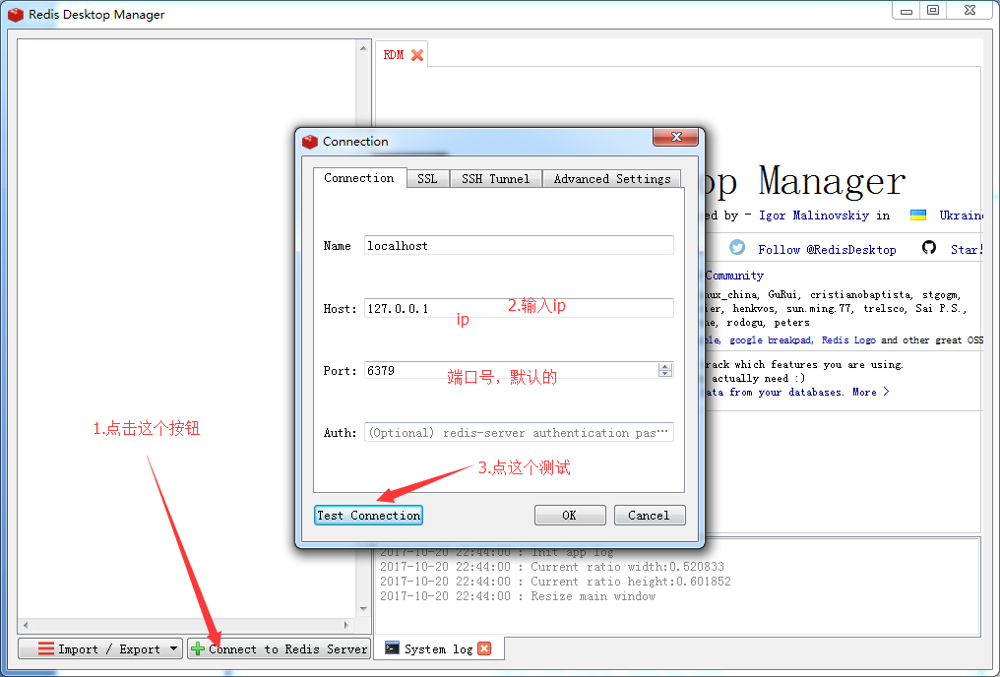 Redis Desktop Manager
RDM
op Manager
ed by - Igor Malinovskiy in
Follow @RedisDesktop
Star!
Community
GuRui, cristianobaptista, stgogm,
henkvos, sun.ming.77, trelsco, Sai P.S.,
rodogu, peters
google breakpad, Redis Logo and other great OSS
rack which features you are using.
actually need :)
ata from your databases. More >
Connection
Connection
SSL
SSH Tunnel
Advanced Settings
Name
localhost
Host:
127.0.0.1
2.输入ip
ip
Port:
6379
端口号，默认的
Auth:
(Optional) redis-server authentication pas…
3.点这个测试
Test Connection
OK
Cancel
1.点击这个按钮
2017-10-20 22:44:00 : Init app log
2017-10-20 22:44:00 : Current ratio width:0.520833
2017-10-20 22:44:00 : Current ratio height:0.601852
2017-10-20 22:44:00 : Resize main window
Import / Export
Connect to Redis Server
System log